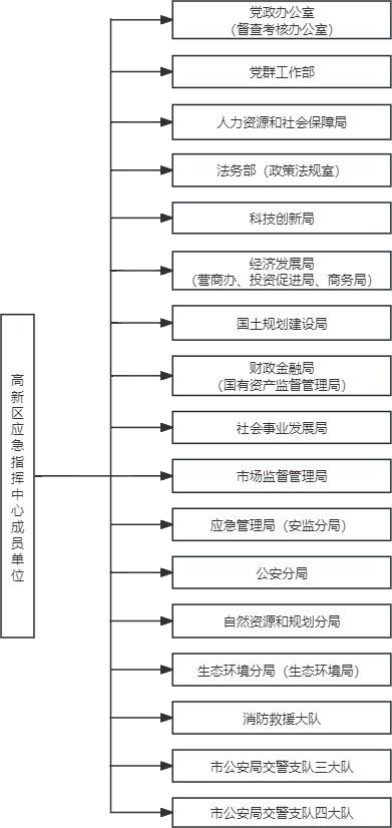 党政办公室
（督查考核办公室）
党群工作部
人力资源和社会保障局
法务部（政策法规室）
科技创新局
经济发展局
（营商办、投资促进局、商务局）
国土规划建设局
财政金融局
（国有资产监督管理局）
社会事业发展局
高新区应急指挥中心成员单位
市场监督管理局
应急管理局（安监分局）
公安分局
自然资源和规划分局
生态环境分局（生态环境局）
消防救援大队
市公安局交警支队三大队
市公安局交警支队四大队